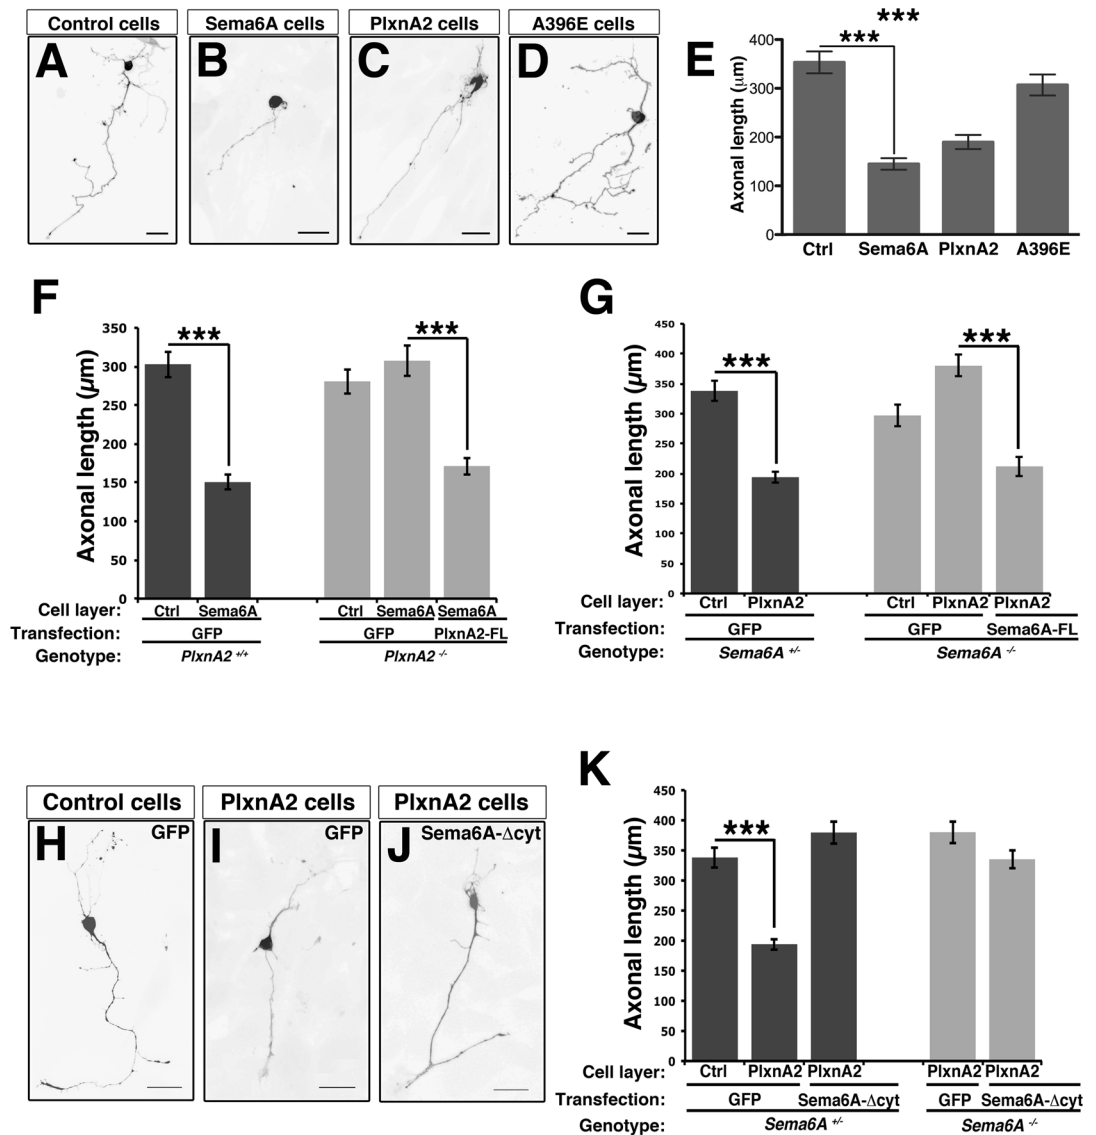 Control cells
Sema6A cells
PlxnA2 cells
A396E cells
A
B
C
D
E
***
***
Axonal length (μm)
400
300
200
100
0
Ctrl Sema6A PlxnA2 A396E
F
***
***
Axonal length (µm)
350
300
250
200
150
100
50
0
Cell layer: Ctrl Sema6A Ctrl Sema6A Sema6A
Transfection: GFP GFP PlxnA2-FL
Genotype: PlxnA2 +/+ PlxnA2 -/-
G
***
***
Axonal length (µm)
450
400
350
300
250
200
150
100
50
0
Cell layer: Ctrl PlxnA2 Ctrl PlxnA2 PlxnA2
Transfection: GFP GFP Sema6A-FL
Genotype: Sema6A +/- Sema6A -/-
Control cells
PlxnA2 cells
PlxnA2 cells
H
GFP
I
GFP
J
Sema6A-Δcyt
K
***
Axonal length (µm)
450
400
350
300
250
200
150
100
50
0
Cell layer: Ctrl PlxnA2 PlxnA2 PlxnA2 PlxnA2
Transfection: GFP Sema6A-Δcyt GFP Sema6A-Δcyt
Genotype: Sema6A +/- Sema6A -/-